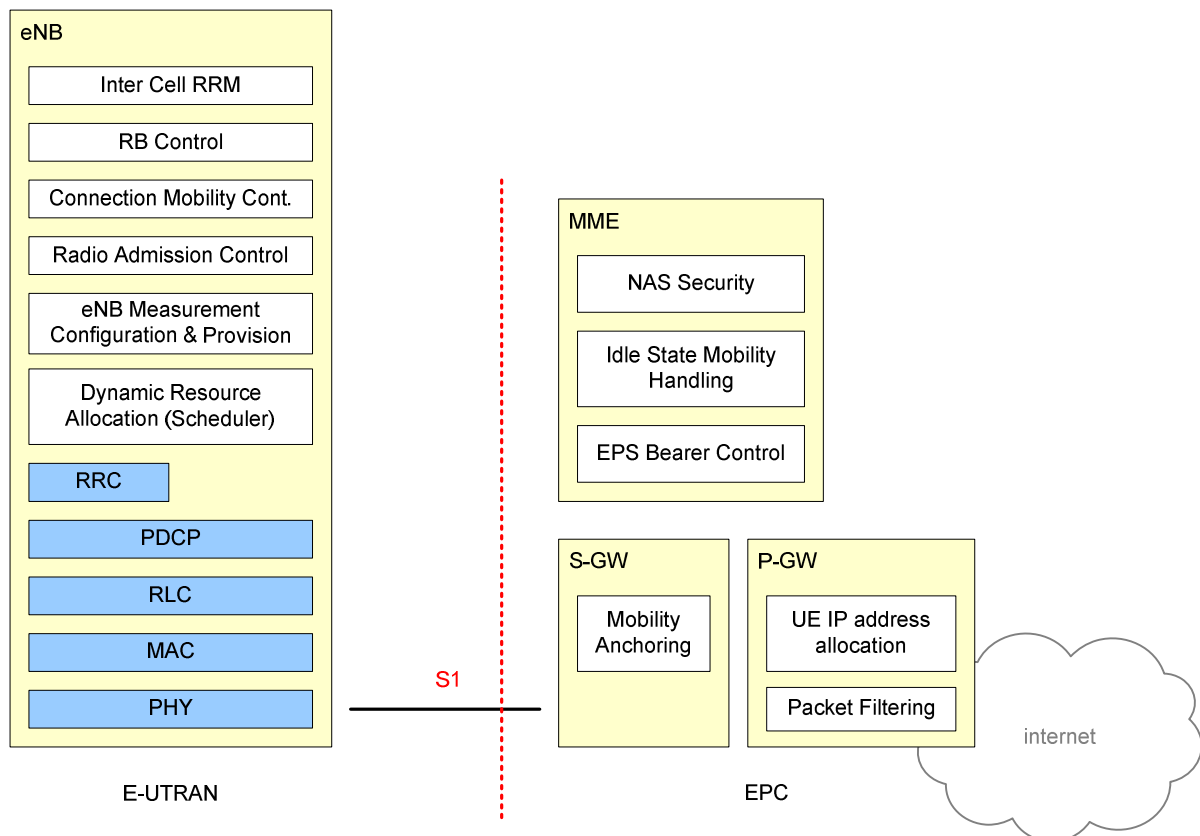 eNB
Inter Cell RRM
RB Control
Connection Mobility Cont.
Radio Admission Control
eNB Measurement
Configuration & Provision
Dynamic Resource
Allocation (Scheduler)
RRC
PDCP
RLC
MAC
PHY
S1
MME
NAS Security
Idle State Mobility
Handling
EPS Bearer Control
S-GW
Mobility
Anchoring
P-GW
UE IP address
allocation
Packet Filtering
internet
E-UTRAN
EPC